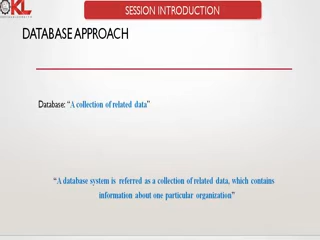 KL
SESSION INTRODUCTION
DATABASE APPROACH
Database: “A collection of related data”
“A database system is referred as a collection of related data, which contains
information about one particular organization”